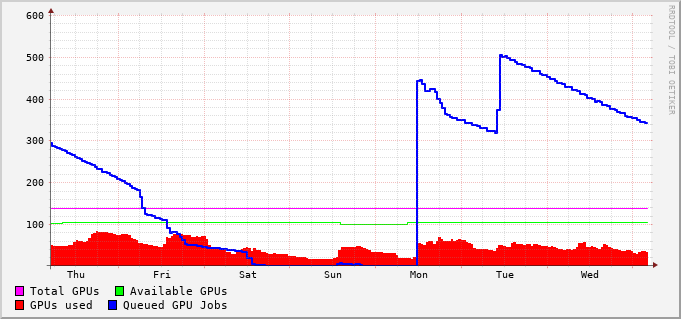 600
500
400
300
200
100
Thu Fri Sat Sun Mon Tue Wed
Total GPUs Available GPUs
GPUs used Queued GPU Jobs
RRDTOOL / TOBI OETIKER